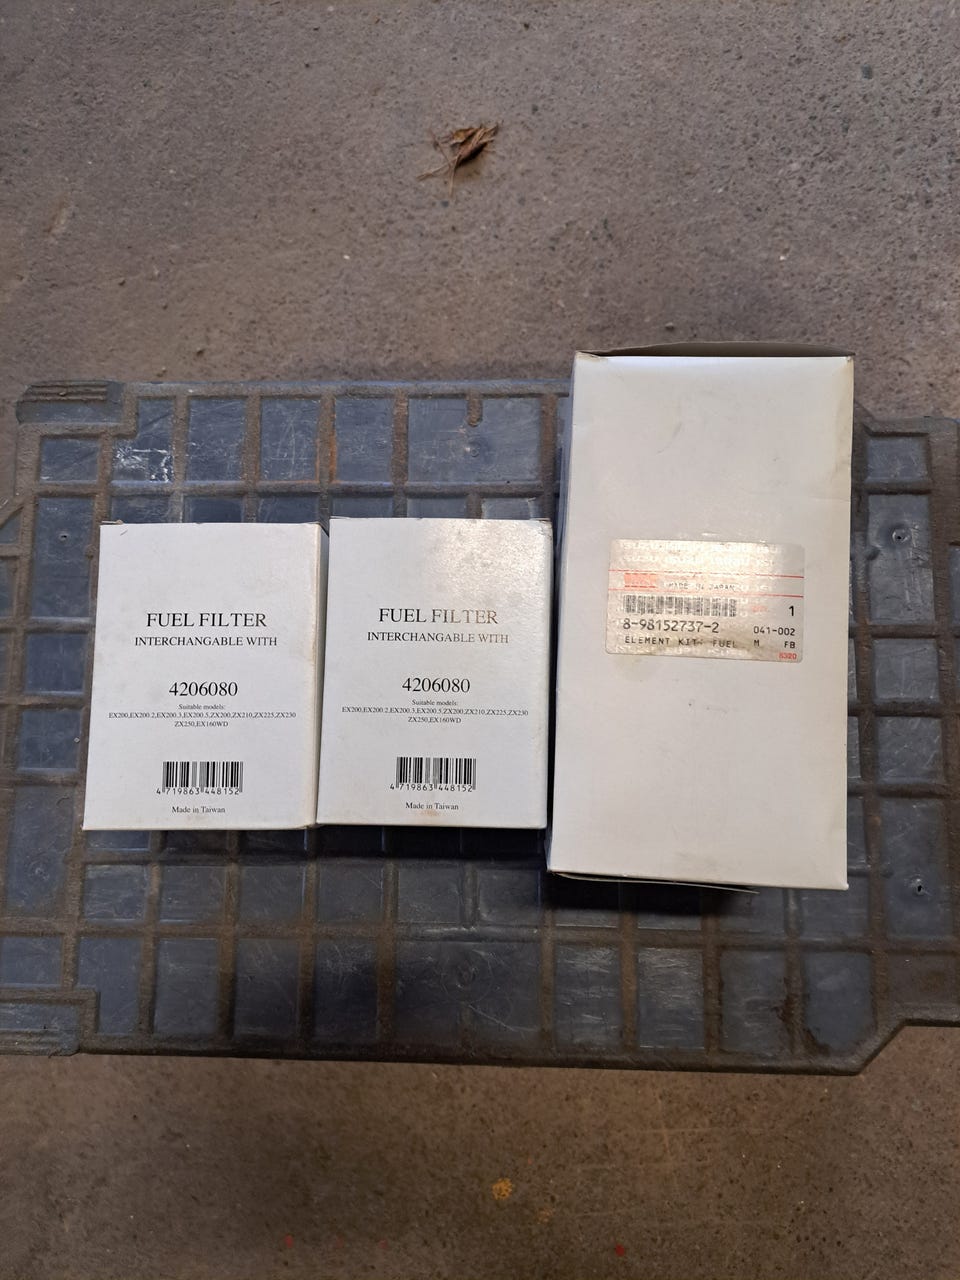 FUEL FILTER
INTERCHANGABLE WITH
4206080
Suitable models:
EX200,EX200.2,EX200.3,EX200.5,ZX200,ZX210,ZX225,ZX230
ZX250,EX160WD
4 719863 448152
Made in Taiwan
FUEL FILTER
INTERCHANGABLE WITH
4206080
Suitable models:
EX200,EX200.2,EX200.3,EX200.5,ZX200,ZX210,ZX225,ZX230
ZX250,EX160WD
4 719863 448152
Made in Taiwan
MADE IN JAPAN
1
8-98152737-2 041-002
ELEMENT KIT FUEL M FB